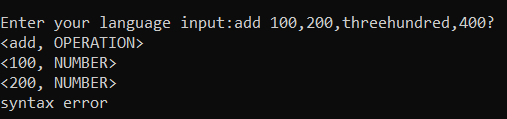 Enter your language input:add 100,200,threehundred,400?
<add, OPERATION>
<100, NUMBER>
<200, NUMBER>
syntax error